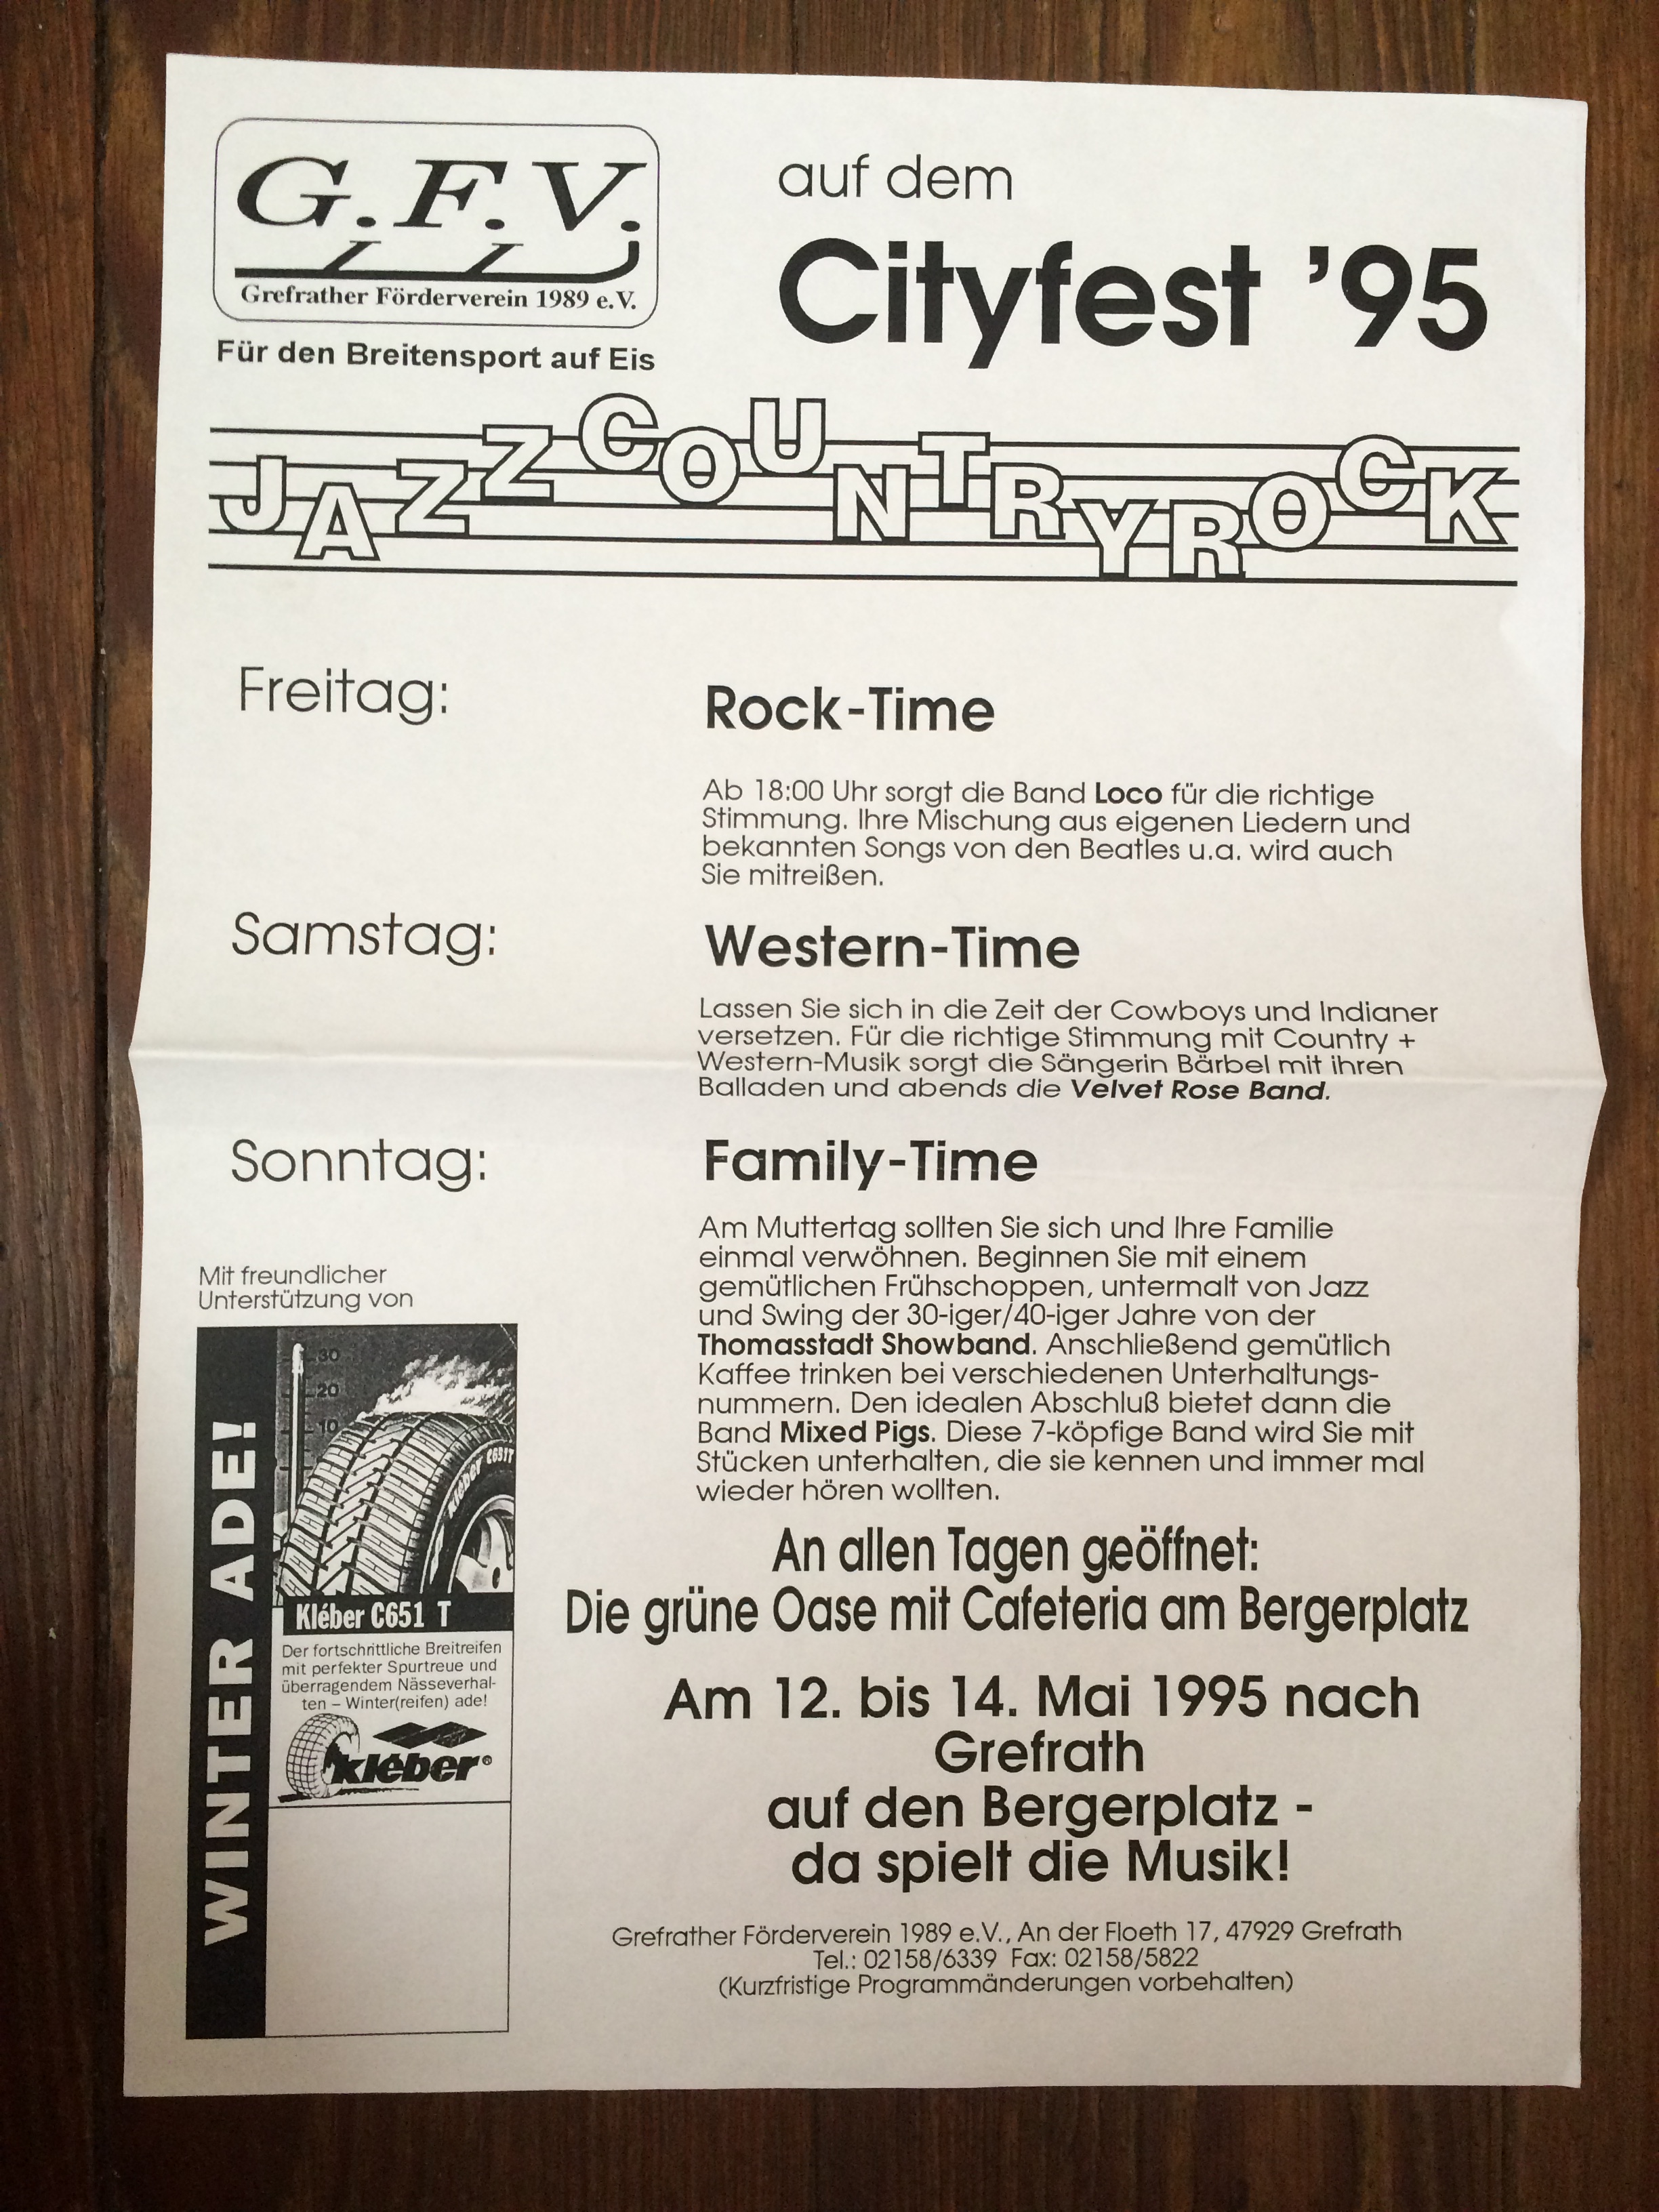 G.F.V.
Grefrather Förderverein 1989 e.V.
Für den Breitensport auf Eis
auf dem
Cityfest '95
JAZZCOUNTRYROCK
Freitag:
Rock-Time
Ab 18:00 Uhr sorgt die Band Loco für die richtige
Stimmung. Ihre Mischung aus eigenen Liedern und
bekannten Songs von den Beatles u.a. wird auch
Sie mitreißen.
Samstag:
Western-Time
Lassen Sie sich in die Zeit der Cowboys und Indianer
versetzen. Für die richtige Stimmung mit Country +
Western-Musik sorgt die Sängerin Bärbel mit ihren
Balladen und abends die Velvet Rose Band.
Sonntag:
Family-Time
Am Muttertag sollten Sie sich und Ihre Familie
einmal verwöhnen. Beginnen Sie mit einem
gemütlichen Frühschoppen, untermalt von Jazz
und Swing der 30-iger/40-iger Jahre von der
Thomasstadt Showband. Anschließend gemütlich
Kaffee trinken bei verschiedenen Unterhaltungs-
nummern. Den idealen Abschluß bietet dann die
Band Mixed Pigs. Diese 7-köpfige Band wird Sie mit
Stücken unterhalten, die sie kennen und immer mal
wieder hören wollten.
Mit freundlicher
Unterstützung von
WINTER ADE!
30
20
10
kléber C651T
Kléber C651 T
Der fortschrittliche Breitreifen
mit perfekter Spurtreue und
überragendem Nässeverhal-
ten – Winter(reifen) ade!
kléber®
An allen Tagen geöffnet:
Die grüne Oase mit Cafeteria am Bergerplatz
Am 12. bis 14. Mai 1995 nach
Grefrath
auf den Bergerplatz -
da spielt die Musik!
Grefrather Förderverein 1989 e.V., An der Floeth 17, 47929 Grefrath
Tel.: 02158/6339 Fax: 02158/5822
(Kurzfristige Programmänderungen vorbehalten)